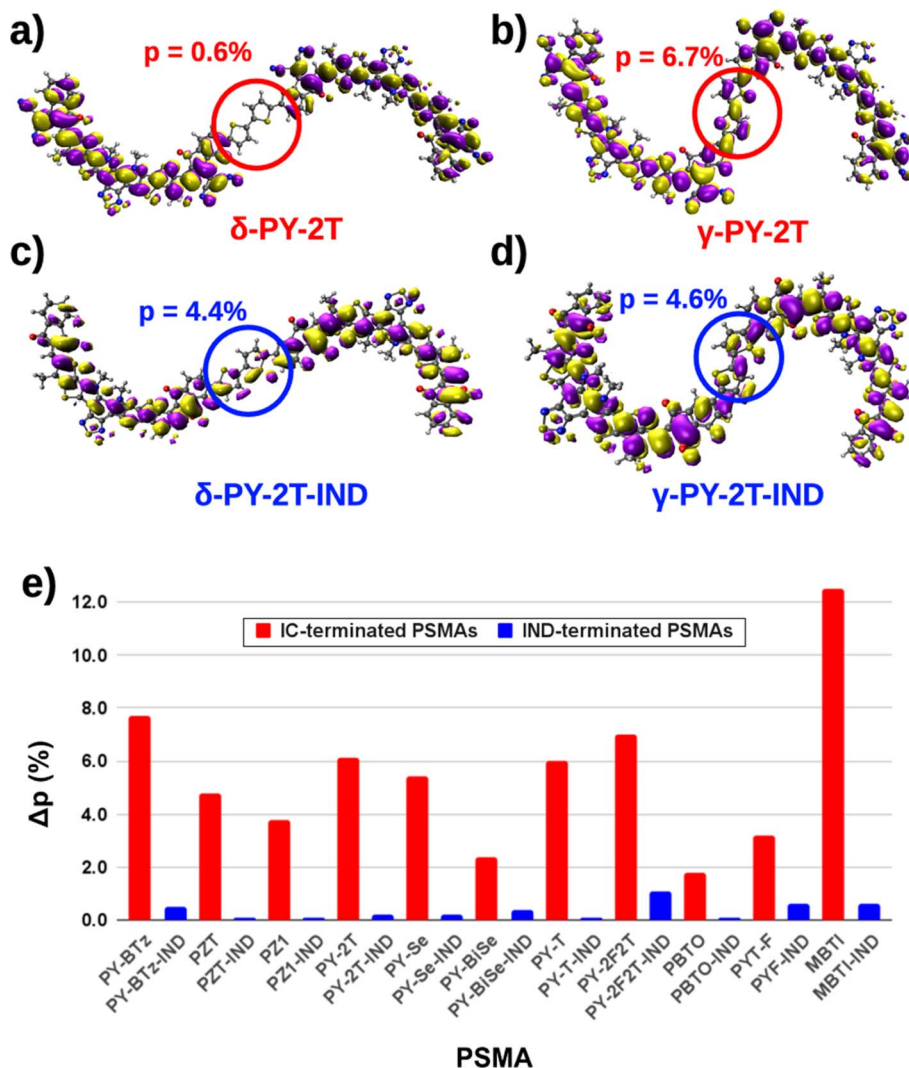 a)
p = 0.6%
δ-PY-2T
b)
p = 6.7%
γ-PY-2T
c)
p = 4.4%
δ-PY-2T-IND
d)
p = 4.6%
γ-PY-2T-IND
e)
IC-terminated PSMAs IND-terminated PSMAs
Δp (%)
12.0
10.0
8.0
6.0
4.0
2.0
0.0
PY-BTz
PY-BTz-IND
PZT
PZT-IND
PZ1
PZ1-IND
PY-2T
PY-2T-IND
PY-Se
PY-Se-IND
PY-BISe
PY-BISe-IND
PY-T
PY-T-IND
PY-2F2T
PY-2F2T-IND
PBTO
PBTO-IND
PYT-F
PYF-IND
MBTI
MBTI-IND
PSMA